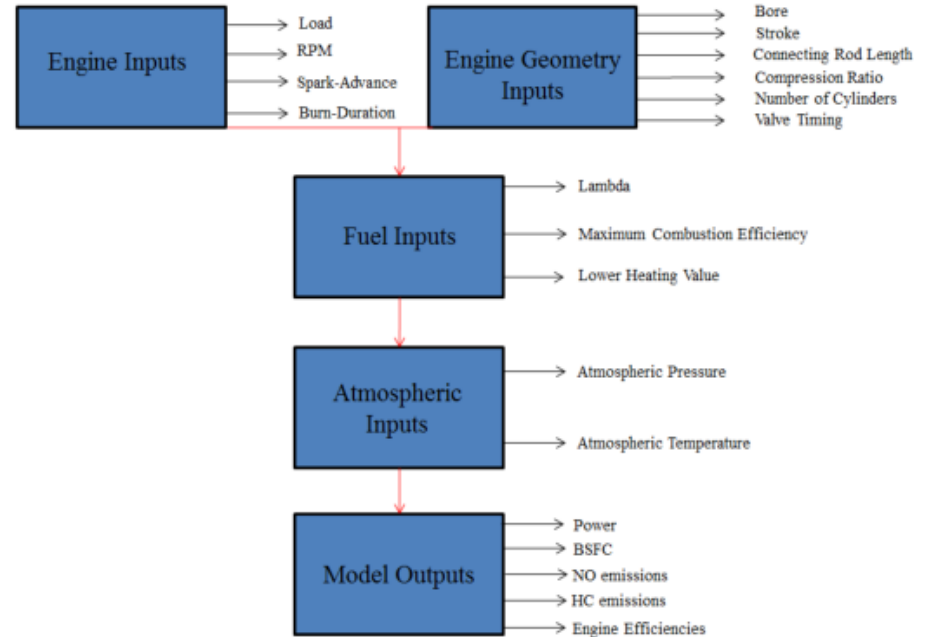 Engine Inputs
Load
RPM
Spark-Advance
Burn-Duration
Engine Geometry
Inputs
Bore
Stroke
Connecting Rod Length
Compression Ratio
Number of Cylinders
Valve Timing
Fuel Inputs
Lambda
Maximum Combustion Efficiency
Lower Heating Value
Atmospheric
Inputs
Atmospheric Pressure
Atmospheric Temperature
Model Outputs
Power
BSFC
NO emissions
HC emissions
Engine Efficiencies